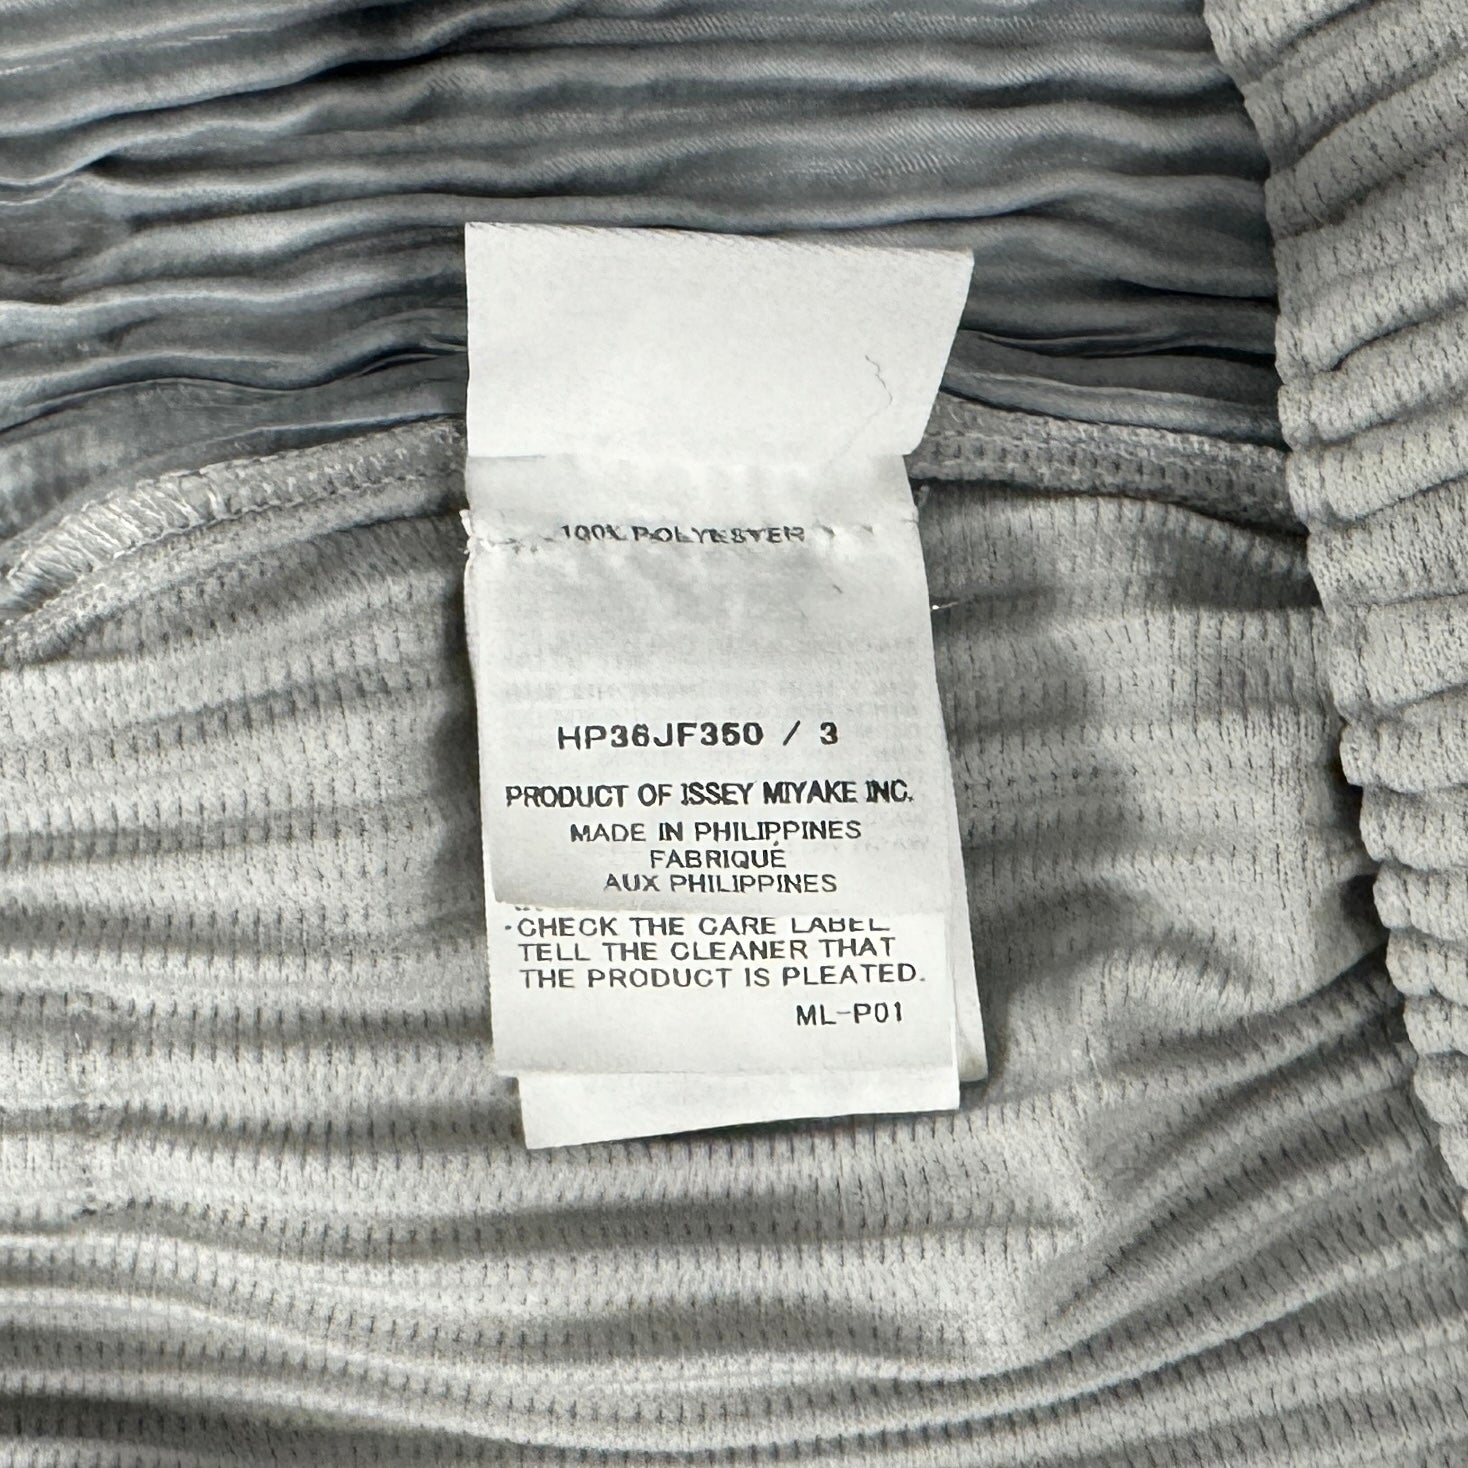 100% POLYESTER
HP36JF350 / 3
PRODUCT OF ISSEY MIYAKE INC.
MADE IN PHILIPPINES
FABRIQUÉ
AUX PHILIPPINES
·CHECK THE CARE LABEL
TELL THE CLEANER THAT
THE PRODUCT IS PLEATED.
ML-P01